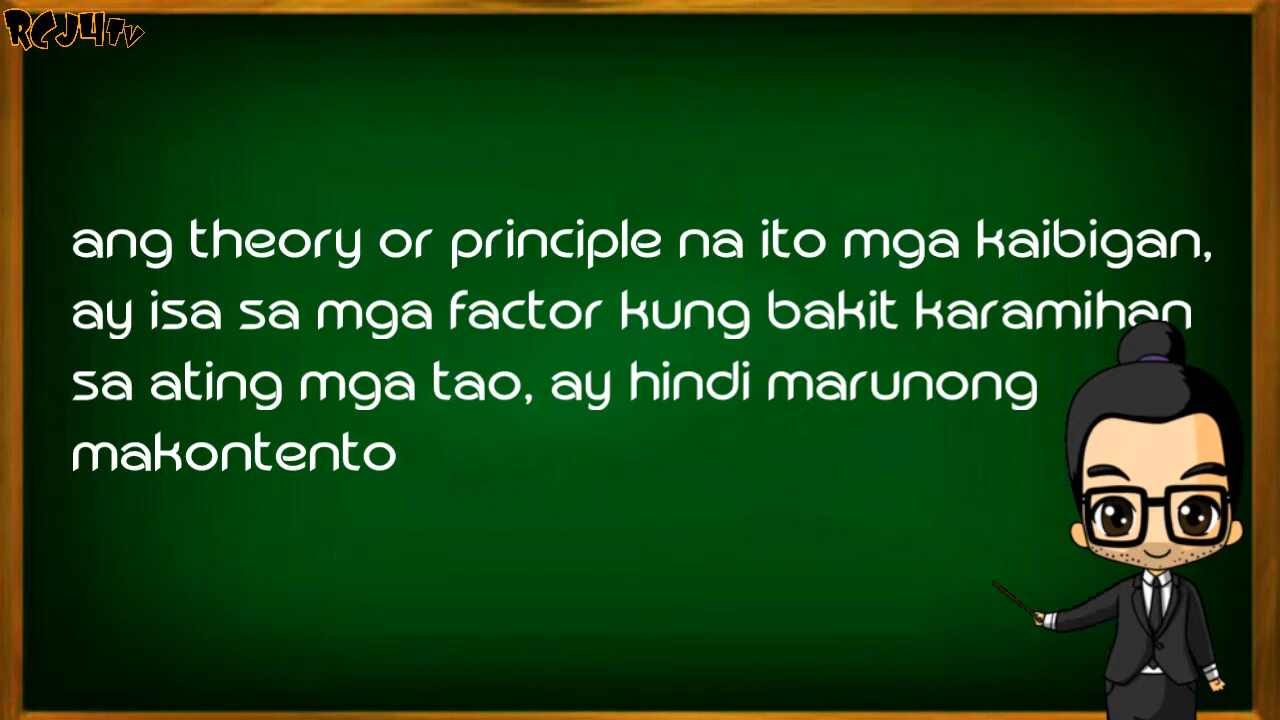 RCJ4TV
ang theory or principle na ito mga kaibigan,
ay isa sa mga factor kung bakit karamihan
sa ating mga tao, ay hindi marunong
makontento